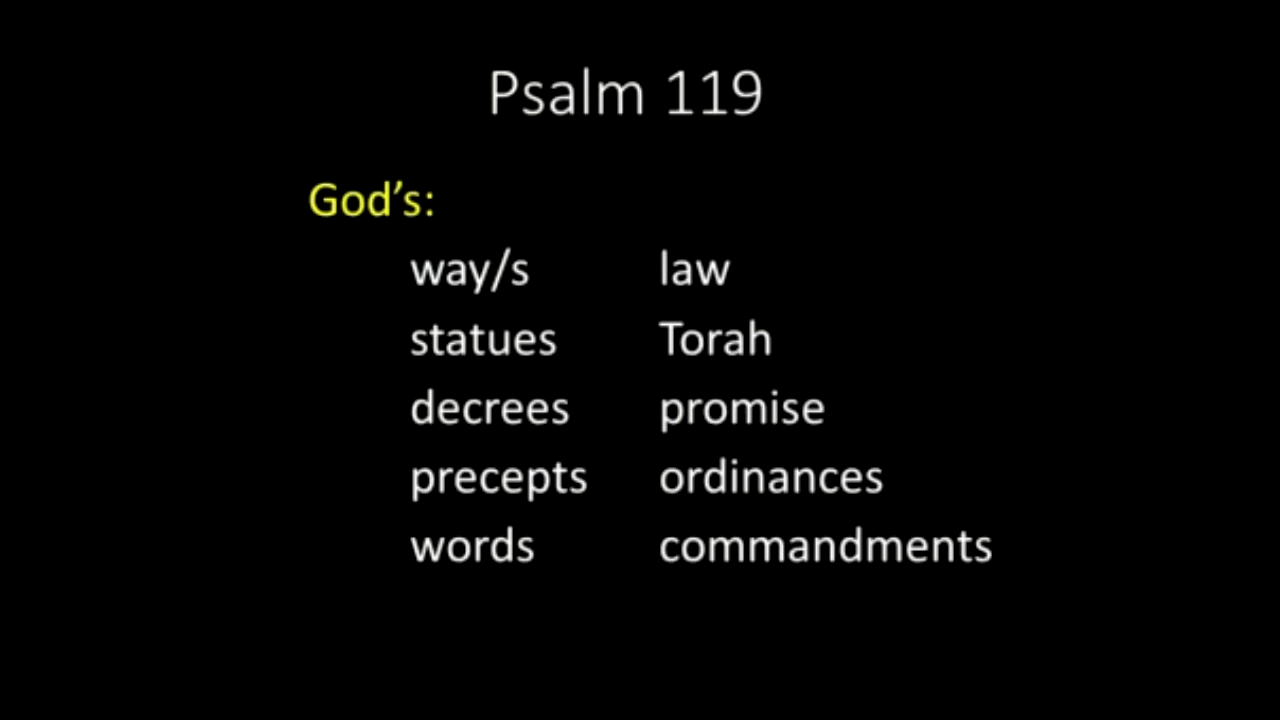 Psalm 119
God's:
way/s law
statues Torah
decrees promise
precepts ordinances
words commandments